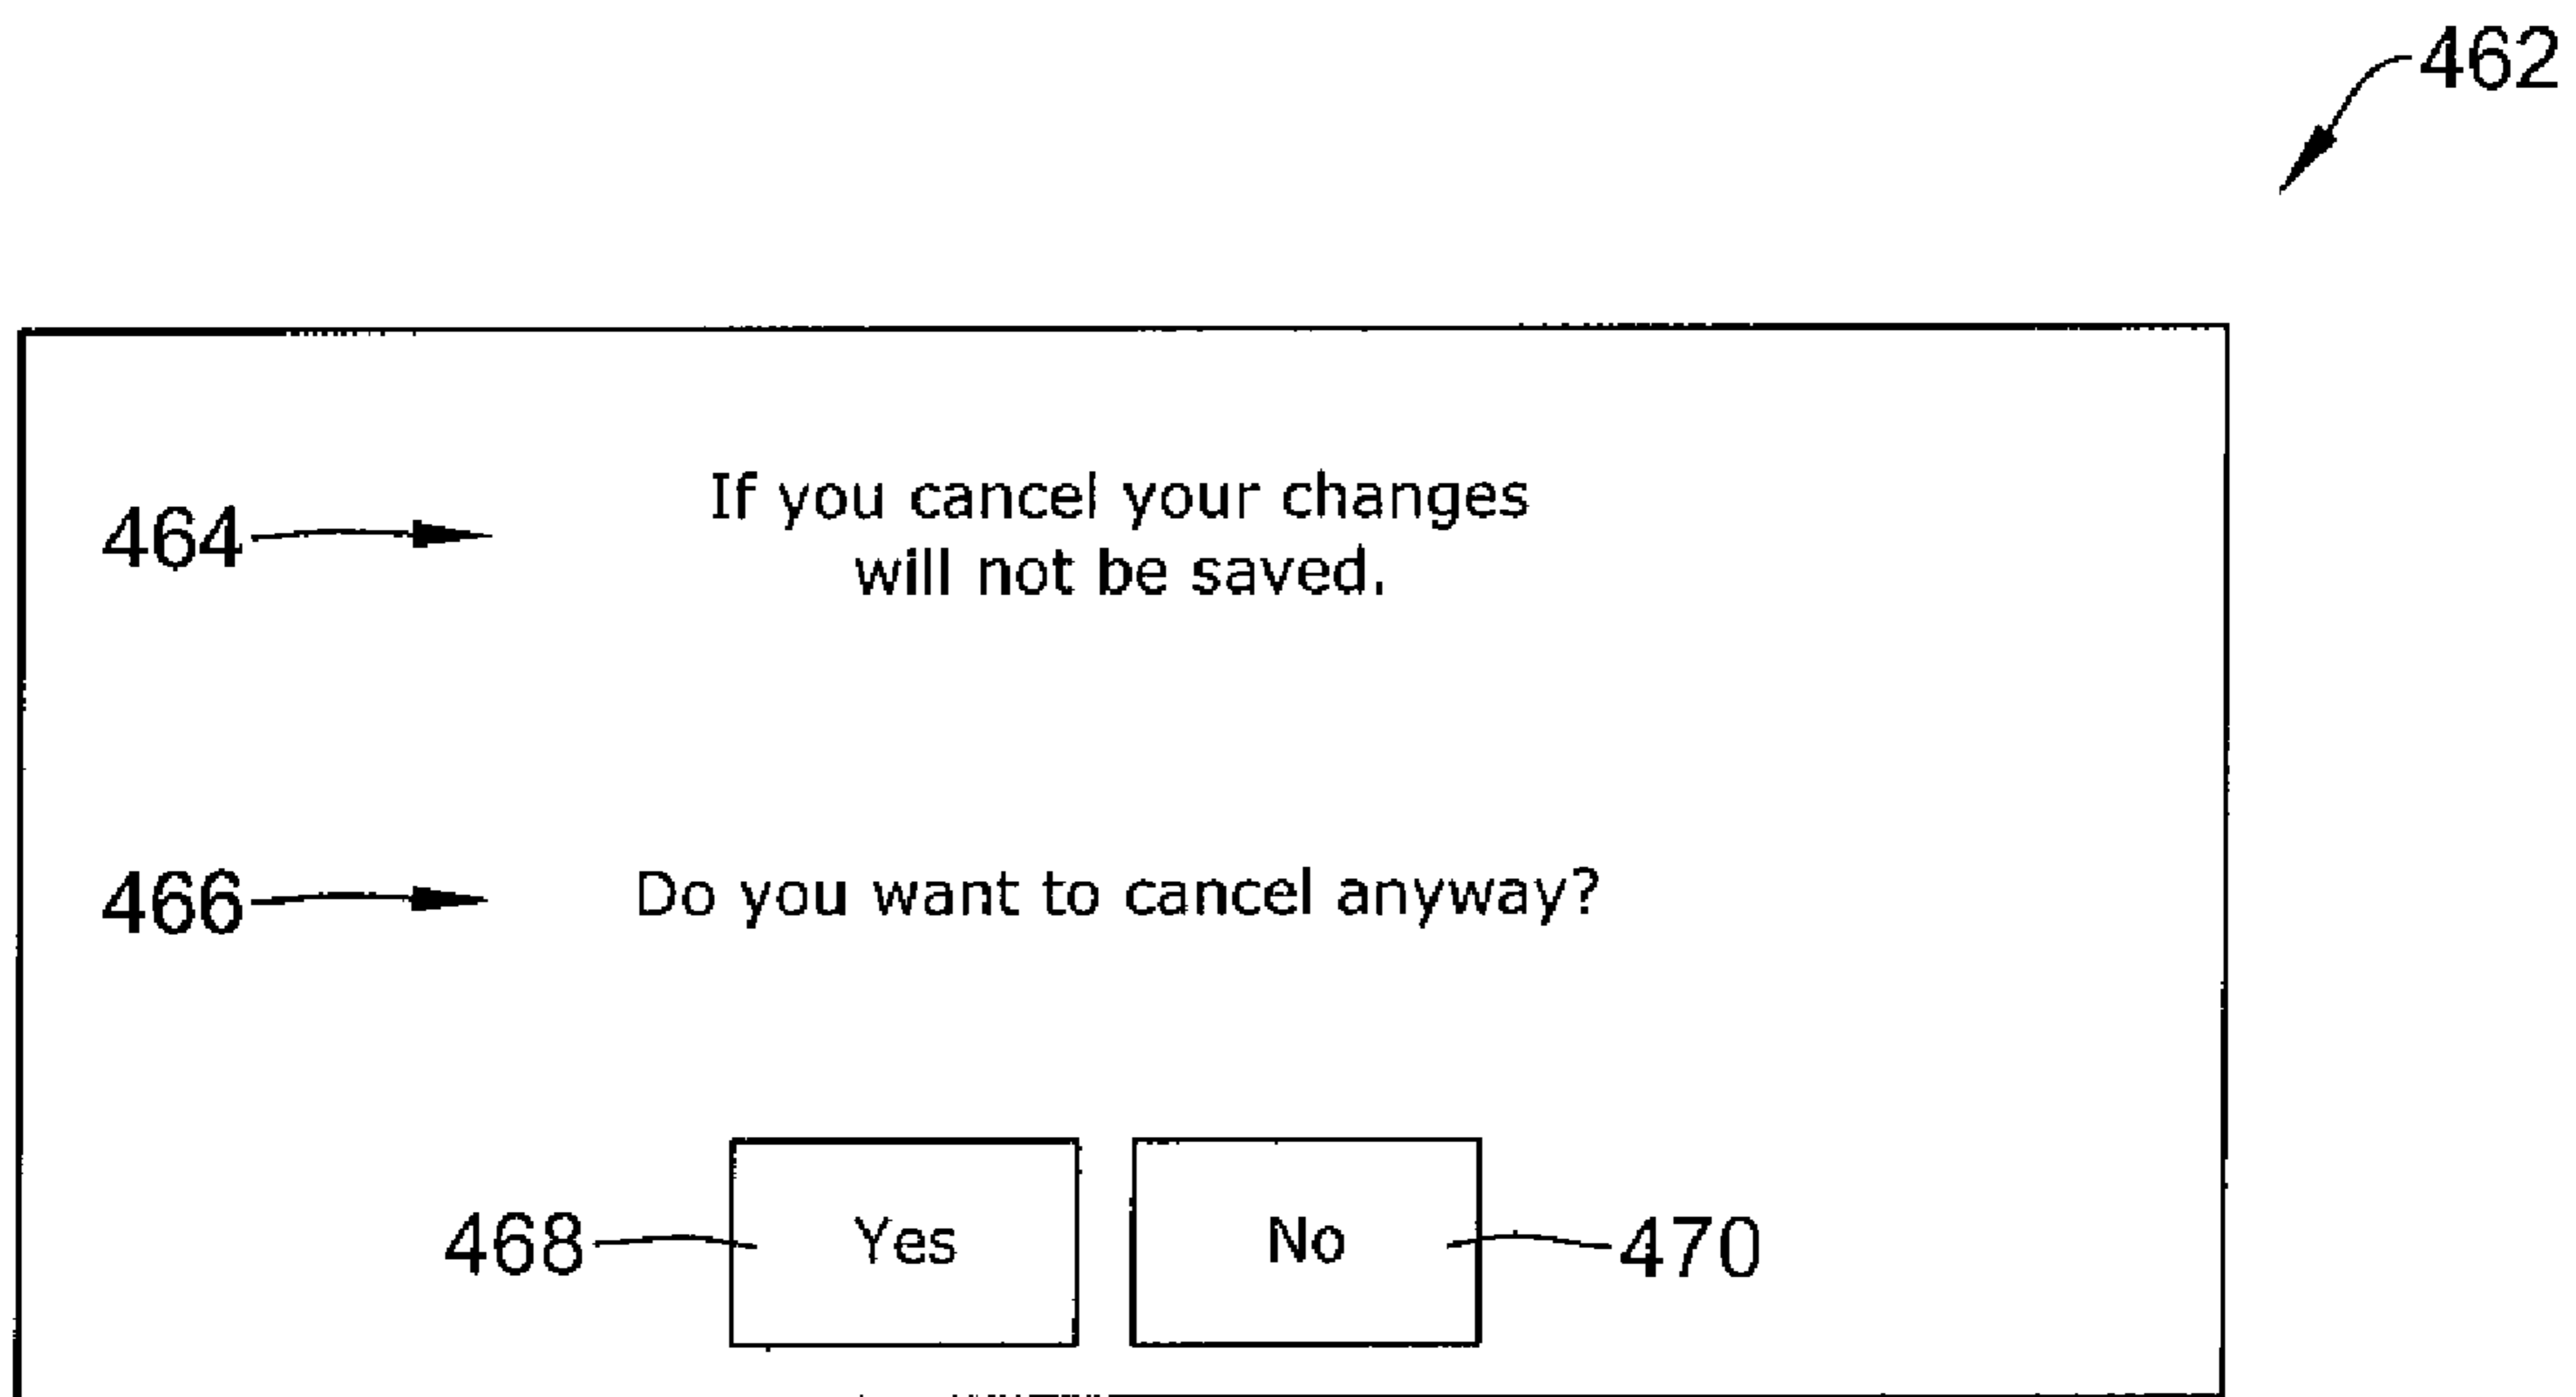 462
464
If you cancel your changes
will not be saved.
466
Do you want to cancel anyway?
468
Yes
No
470